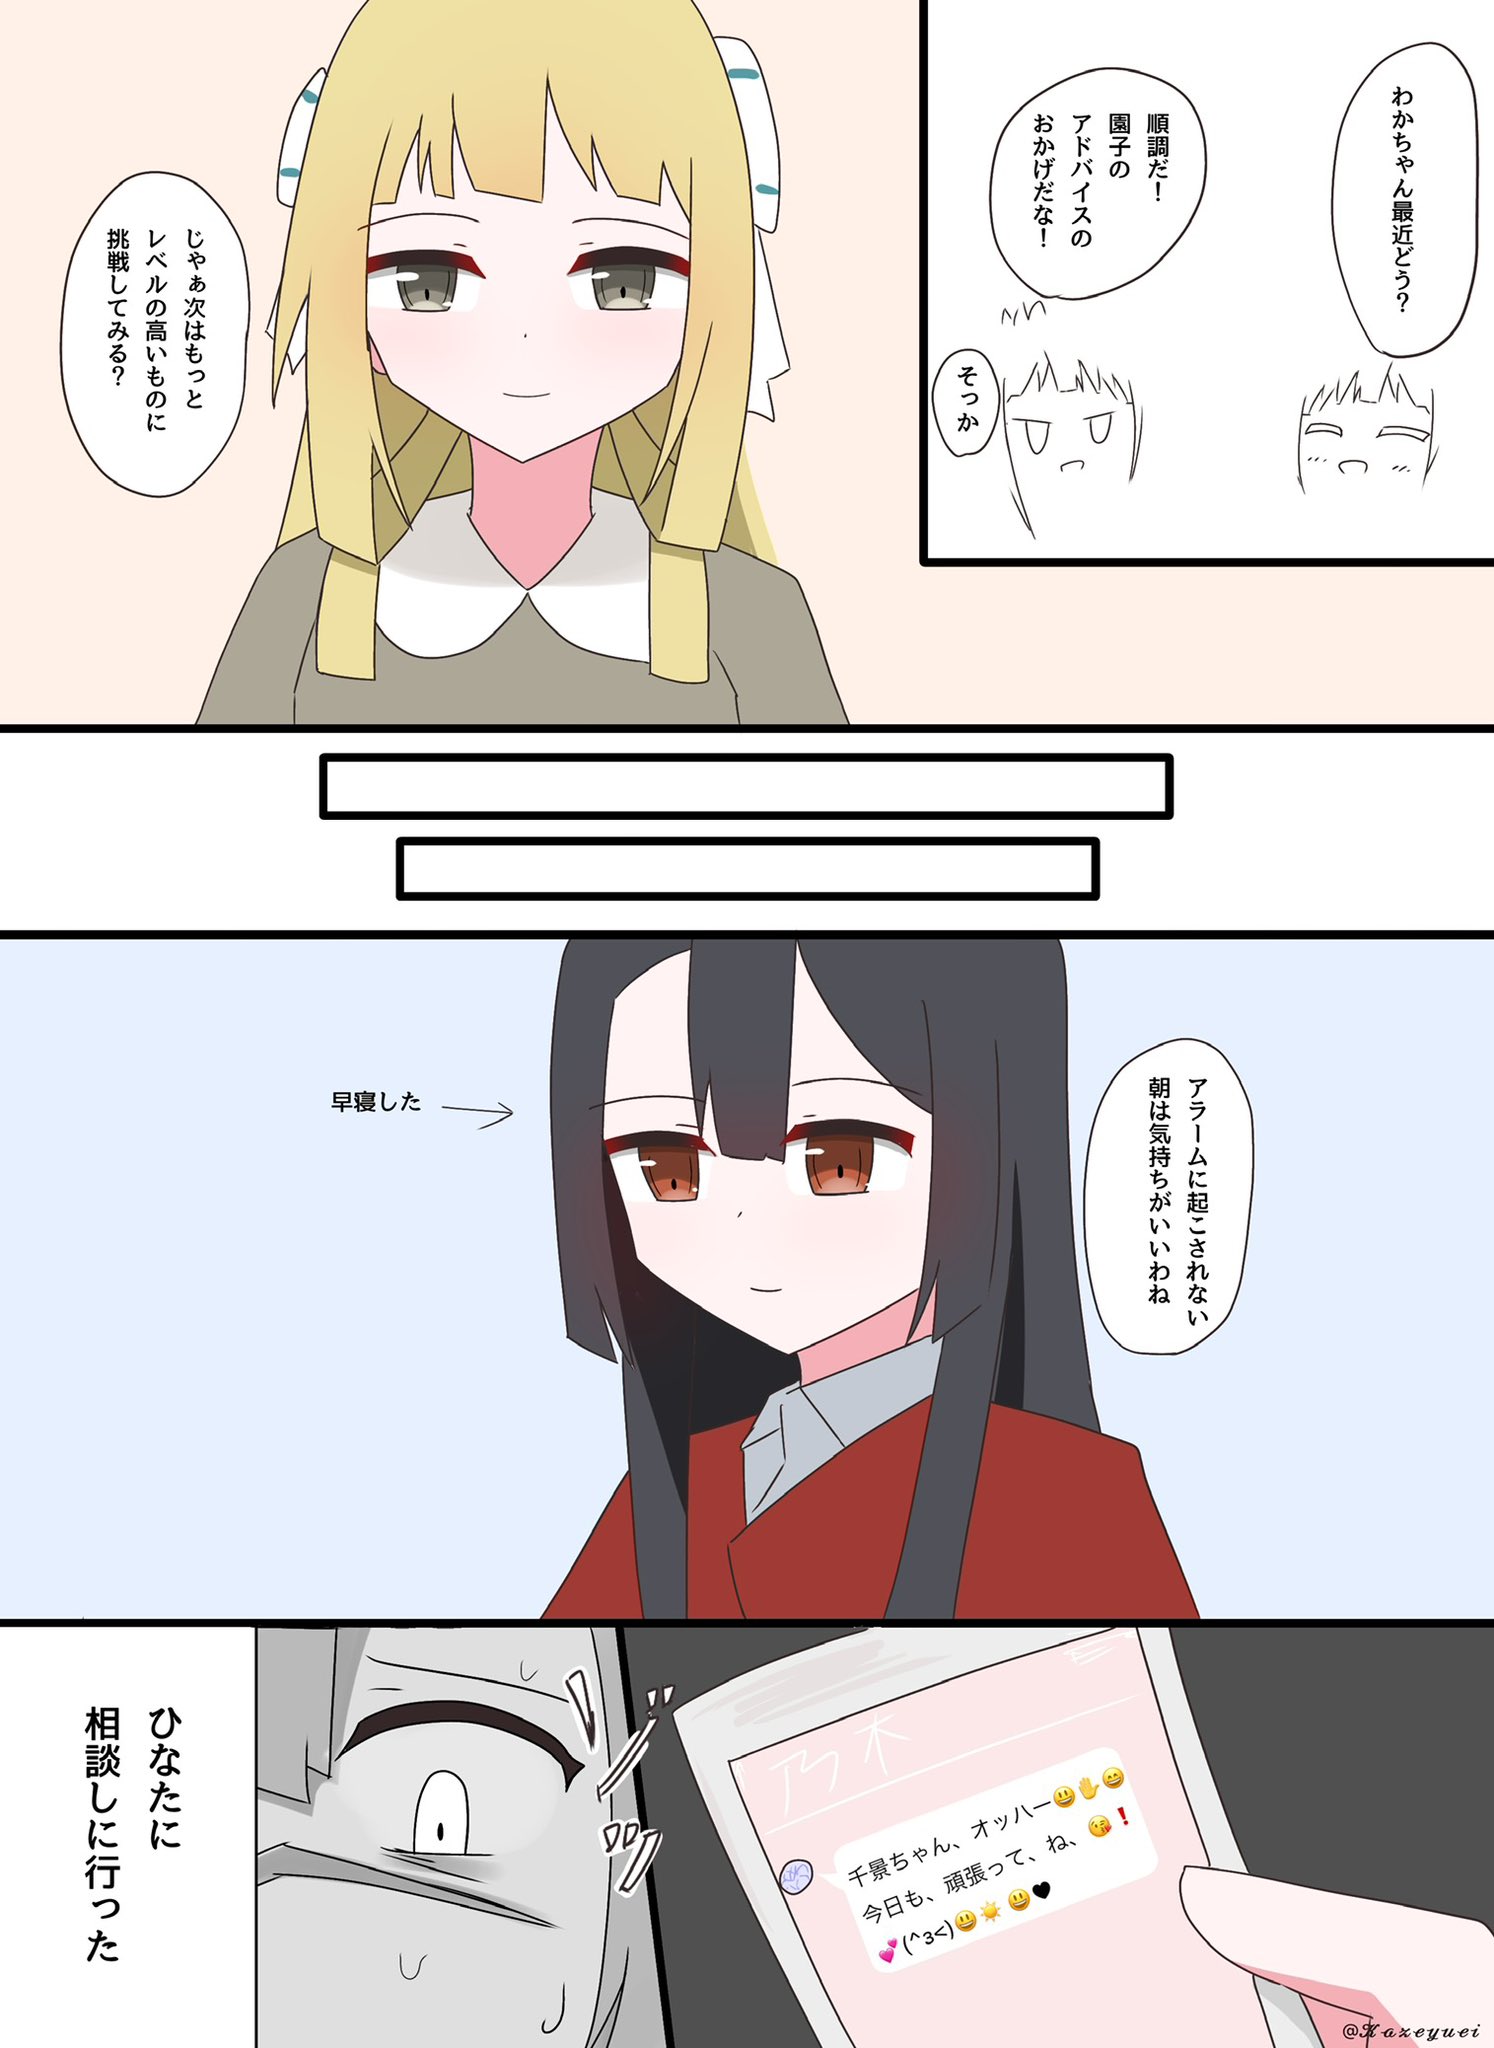 わかちゃん最近どう？
順調だ！
園子の
アドバイスの
おかげだな！
そっか
じゃぁ次はもっと
レベルの高いものに
挑戦してみる？
アラームに起こされない
朝は気持ちがいいわね
早寝した
乃木
千景ちゃん、オッハー😃✋😄
今日も、頑張って、ね、😘❗
💕(^з<)😃☀😃🖤
ひなたに
相談しに行った
@Kazeyuei